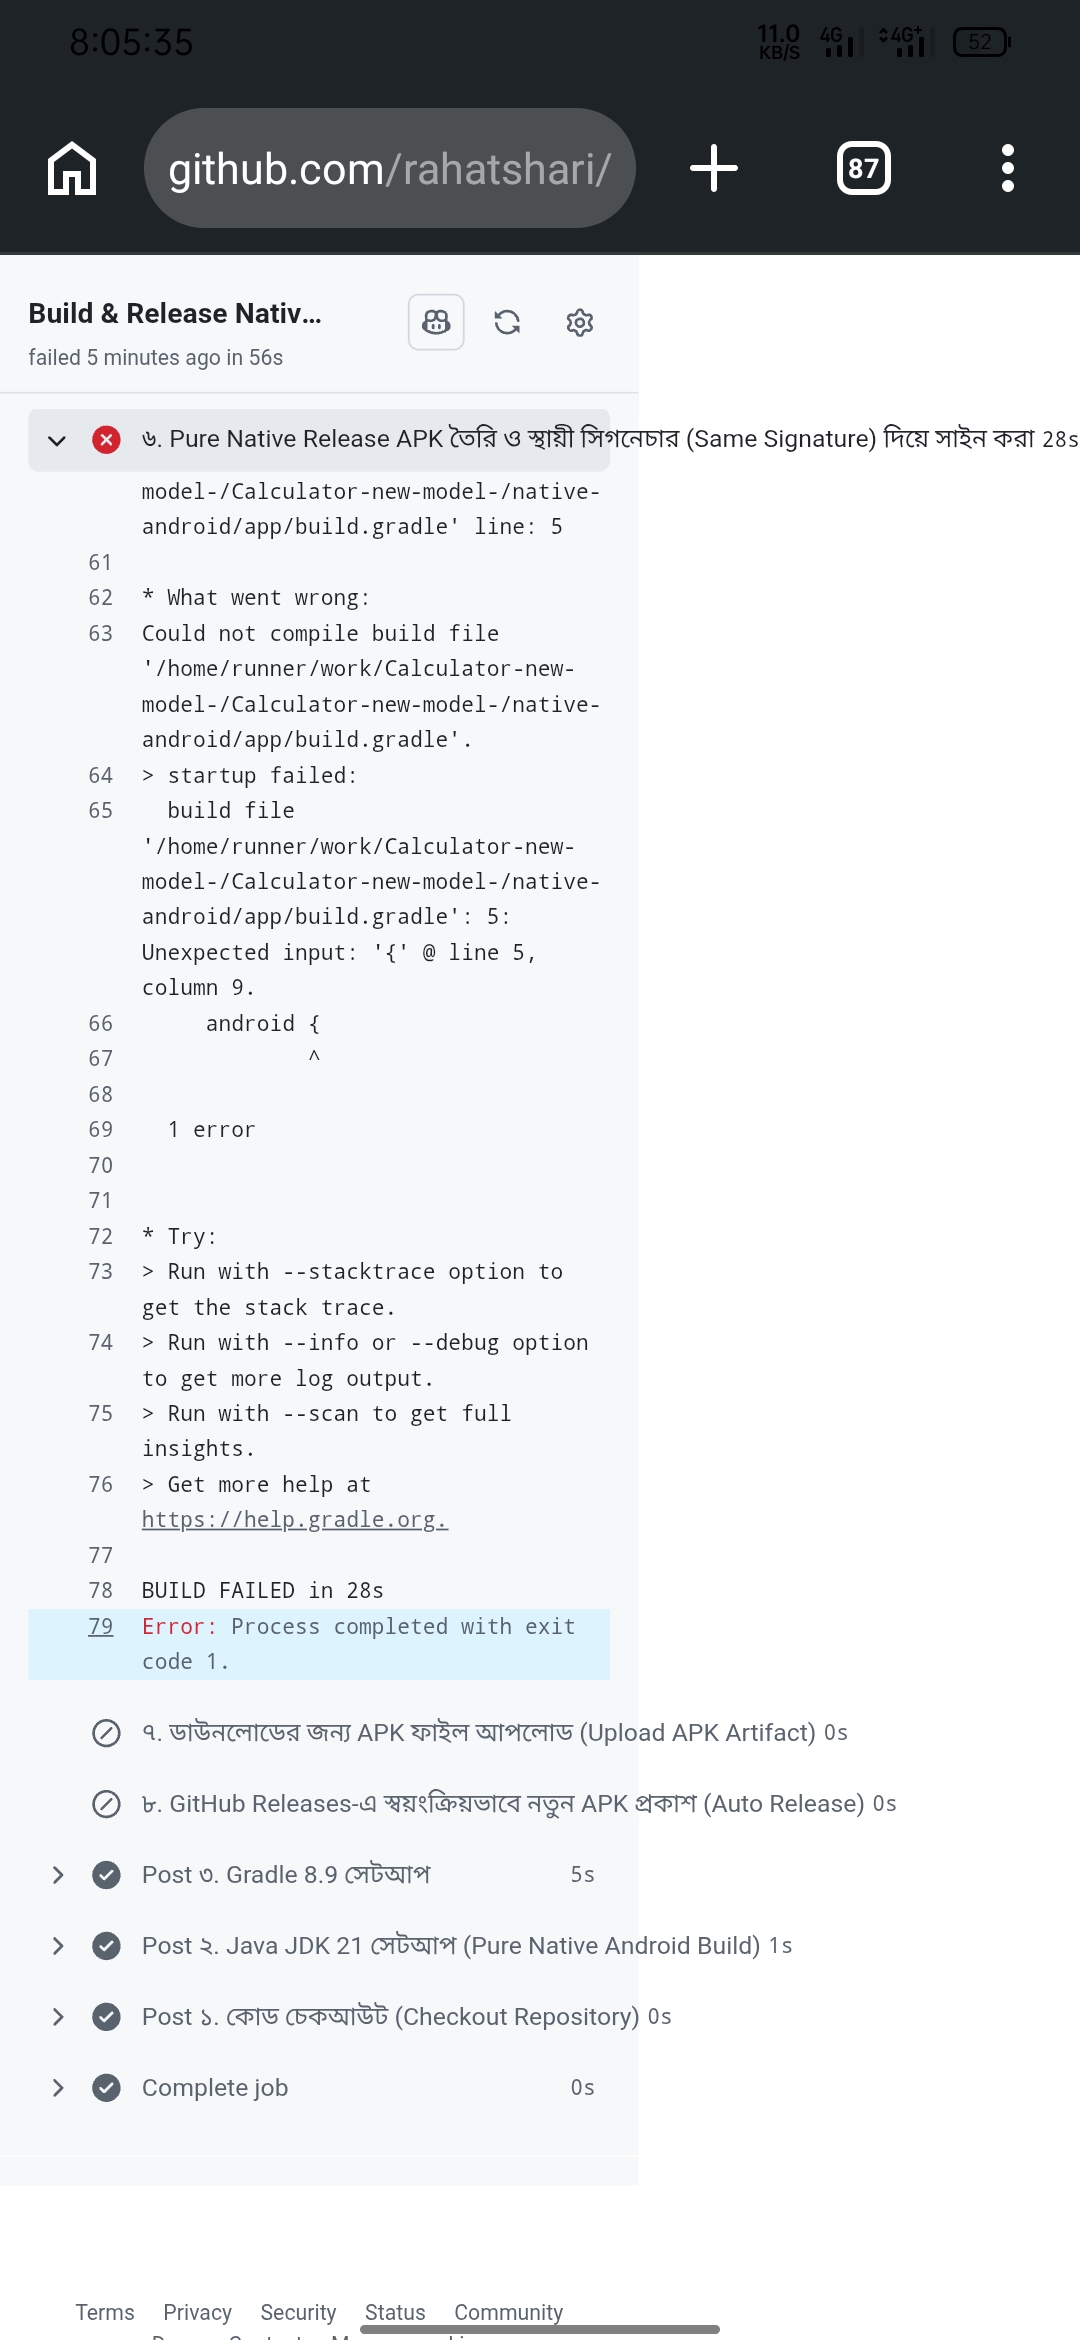 8:05:35
11.0 KB/S 4G 4G+ 52
github.com/rahatshari/
87
Build & Release Nativ...
failed 5 minutes ago in 56s
৬. Pure Native Release APK তৈরি ও স্থায়ী সিগনেচার (Same Signature) দিয়ে সাইন করা 28s
model-/Calculator-new-model-/native-
android/app/build.gradle' line: 5
61
62 * What went wrong:
63 Could not compile build file
'/home/runner/work/Calculator-new-
model-/Calculator-new-model-/native-
android/app/build.gradle'.
64 > startup failed:
65 build file
'/home/runner/work/Calculator-new-
model-/Calculator-new-model-/native-
android/app/build.gradle': 5:
Unexpected input: '{' @ line 5,
column 9.
66 android {
67 ^
68
69 1 error
70
71
72 * Try:
73 > Run with --stacktrace option to
get the stack trace.
74 > Run with --info or --debug option
to get more log output.
75 > Run with --scan to get full
insights.
76 > Get more help at
https://help.gradle.org.
77
78 BUILD FAILED in 28s
79 Error: Process completed with exit
code 1.
৭. ডাউনলোডের জন্য APK ফাইল আপলোড (Upload APK Artifact) 0s
৮. GitHub Releases-এ স্বয়ংক্রিয়ভাবে নতুন APK প্রকাশ (Auto Release) 0s
Post ৩. Gradle 8.9 সেটআপ 5s
Post ২. Java JDK 21 সেটআপ (Pure Native Android Build) 1s
Post ১. কোড চেকআউট (Checkout Repository) 0s
Complete job 0s
Terms Privacy Security Status Community